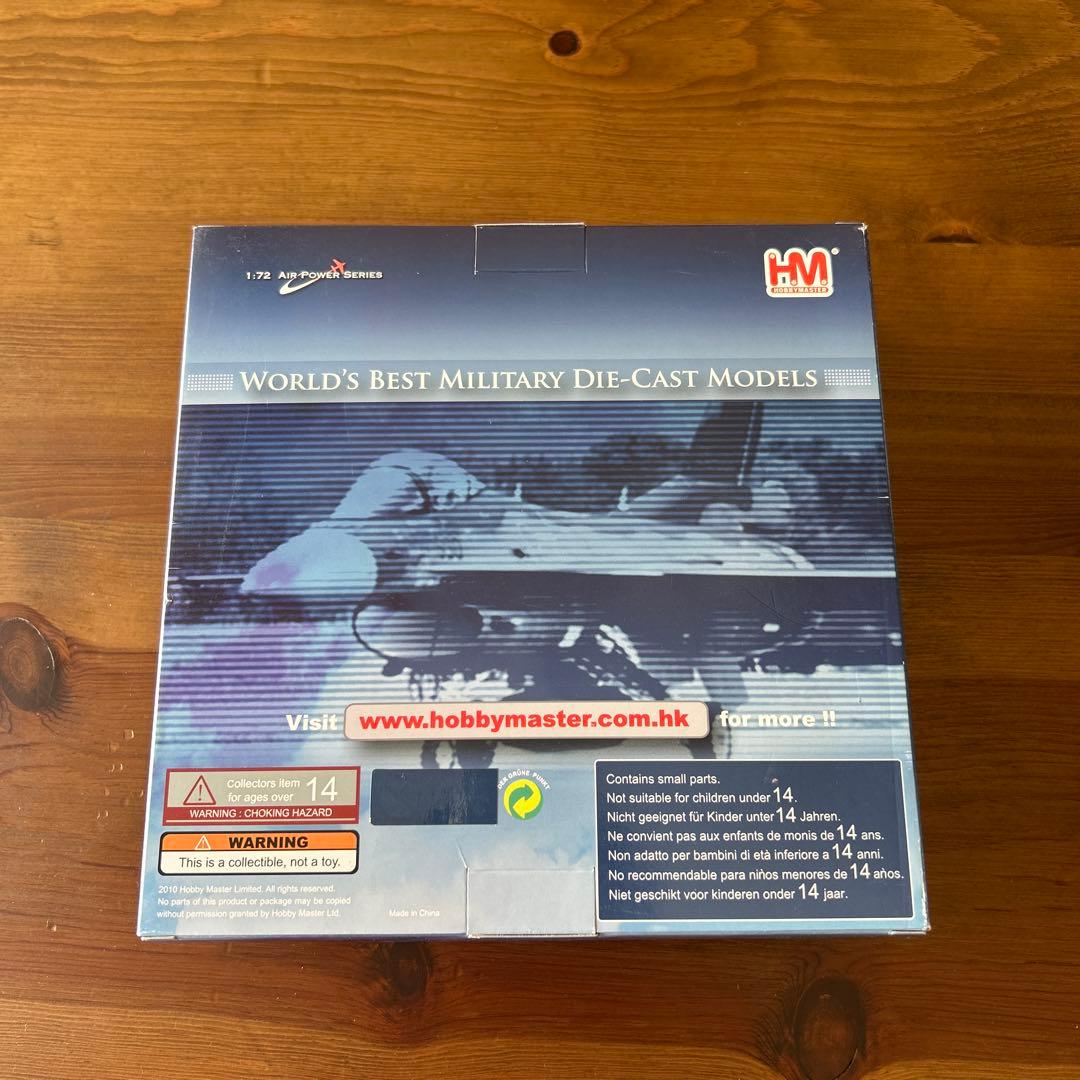 1:72 AIR POWER SERIES
HM
HOBBYMASTER
WORLD'S BEST MILITARY DIE-CAST MODELS
Visit www.hobbymaster.com.hk for more !!
Collectors item
for ages over 14
WARNING : CHOKING HAZARD
WARNING
This is a collectible, not a toy.
2010 Hobby Master Limited. All rights reserved.
No parts of this product or package may be copied
without permission granted by Hobby Master Ltd.
Made in China
DER GRÜNE PUNKT
Contains small parts.
Not suitable for children under 14.
Nicht geeignet für Kinder unter 14 Jahren.
Ne convient pas aux enfants de monis de 14 ans.
Non adatto per bambini di età inferiore a 14 anni.
No recommendable para niños menores de 14 años.
Niet geschikt voor kinderen onder 14 jaar.